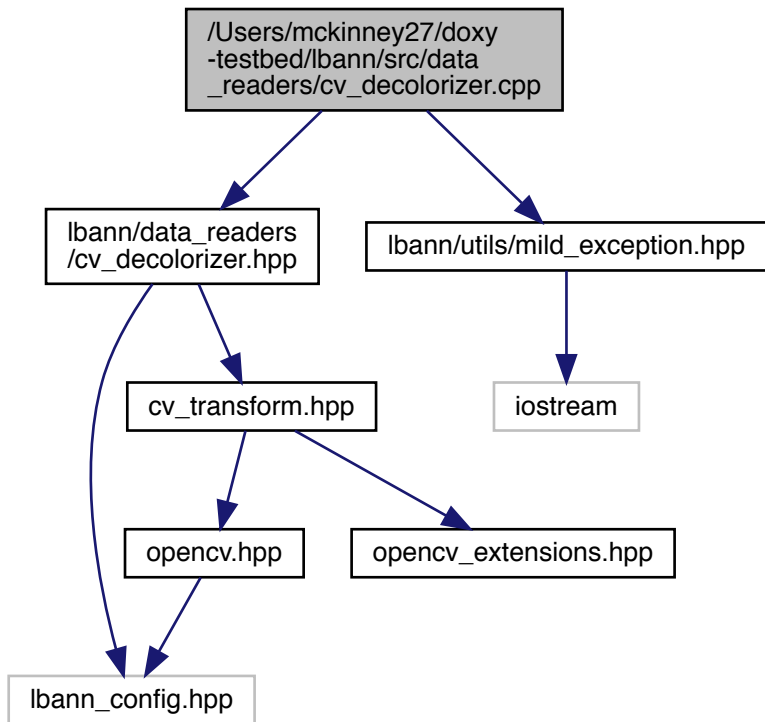 /Users/mckinney27/doxy
-testbed/lbann/src/data
_readers/cv_decolorizer.cpp
lbann/data_readers
/cv_decolorizer.hpp
lbann/utils/mild_exception.hpp
cv_transform.hpp
iostream
opencv.hpp
opencv_extensions.hpp
lbann_config.hpp